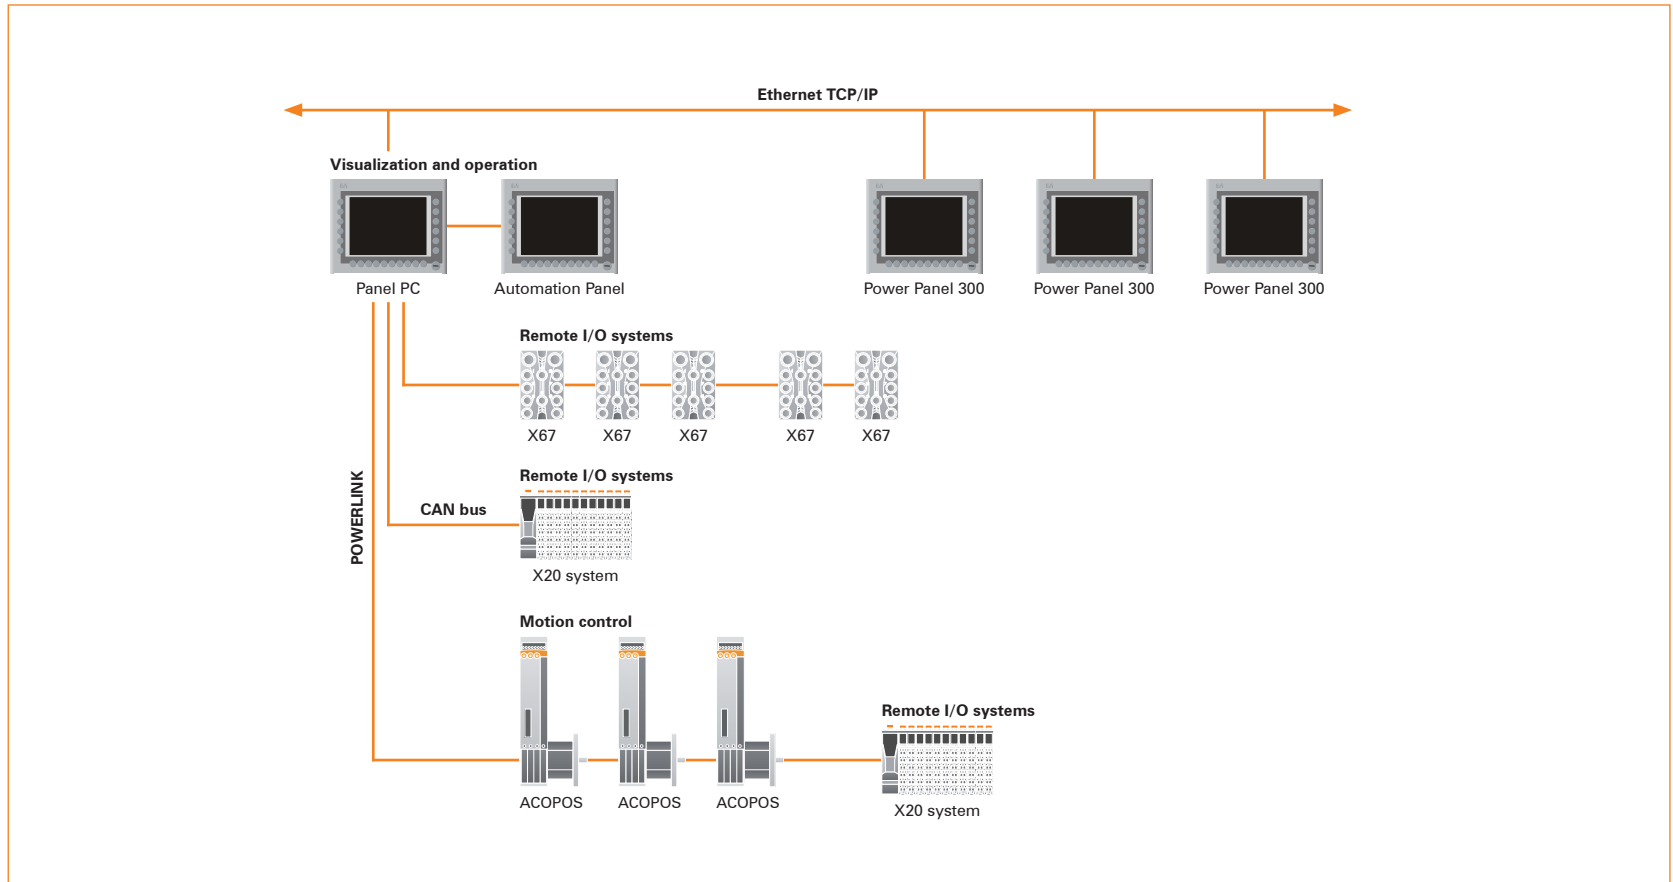 Ethernet TCP/IP
Visualization and operation
Panel PC
Automation Panel
Power Panel 300
Power Panel 300
Power Panel 300
Remote I/O systems
X67
X67
X67
X67
X67
Remote I/O systems
POWERLINK
CAN bus
X20 system
Motion control
Remote I/O systems
ACOPOS
ACOPOS
ACOPOS
X20 system